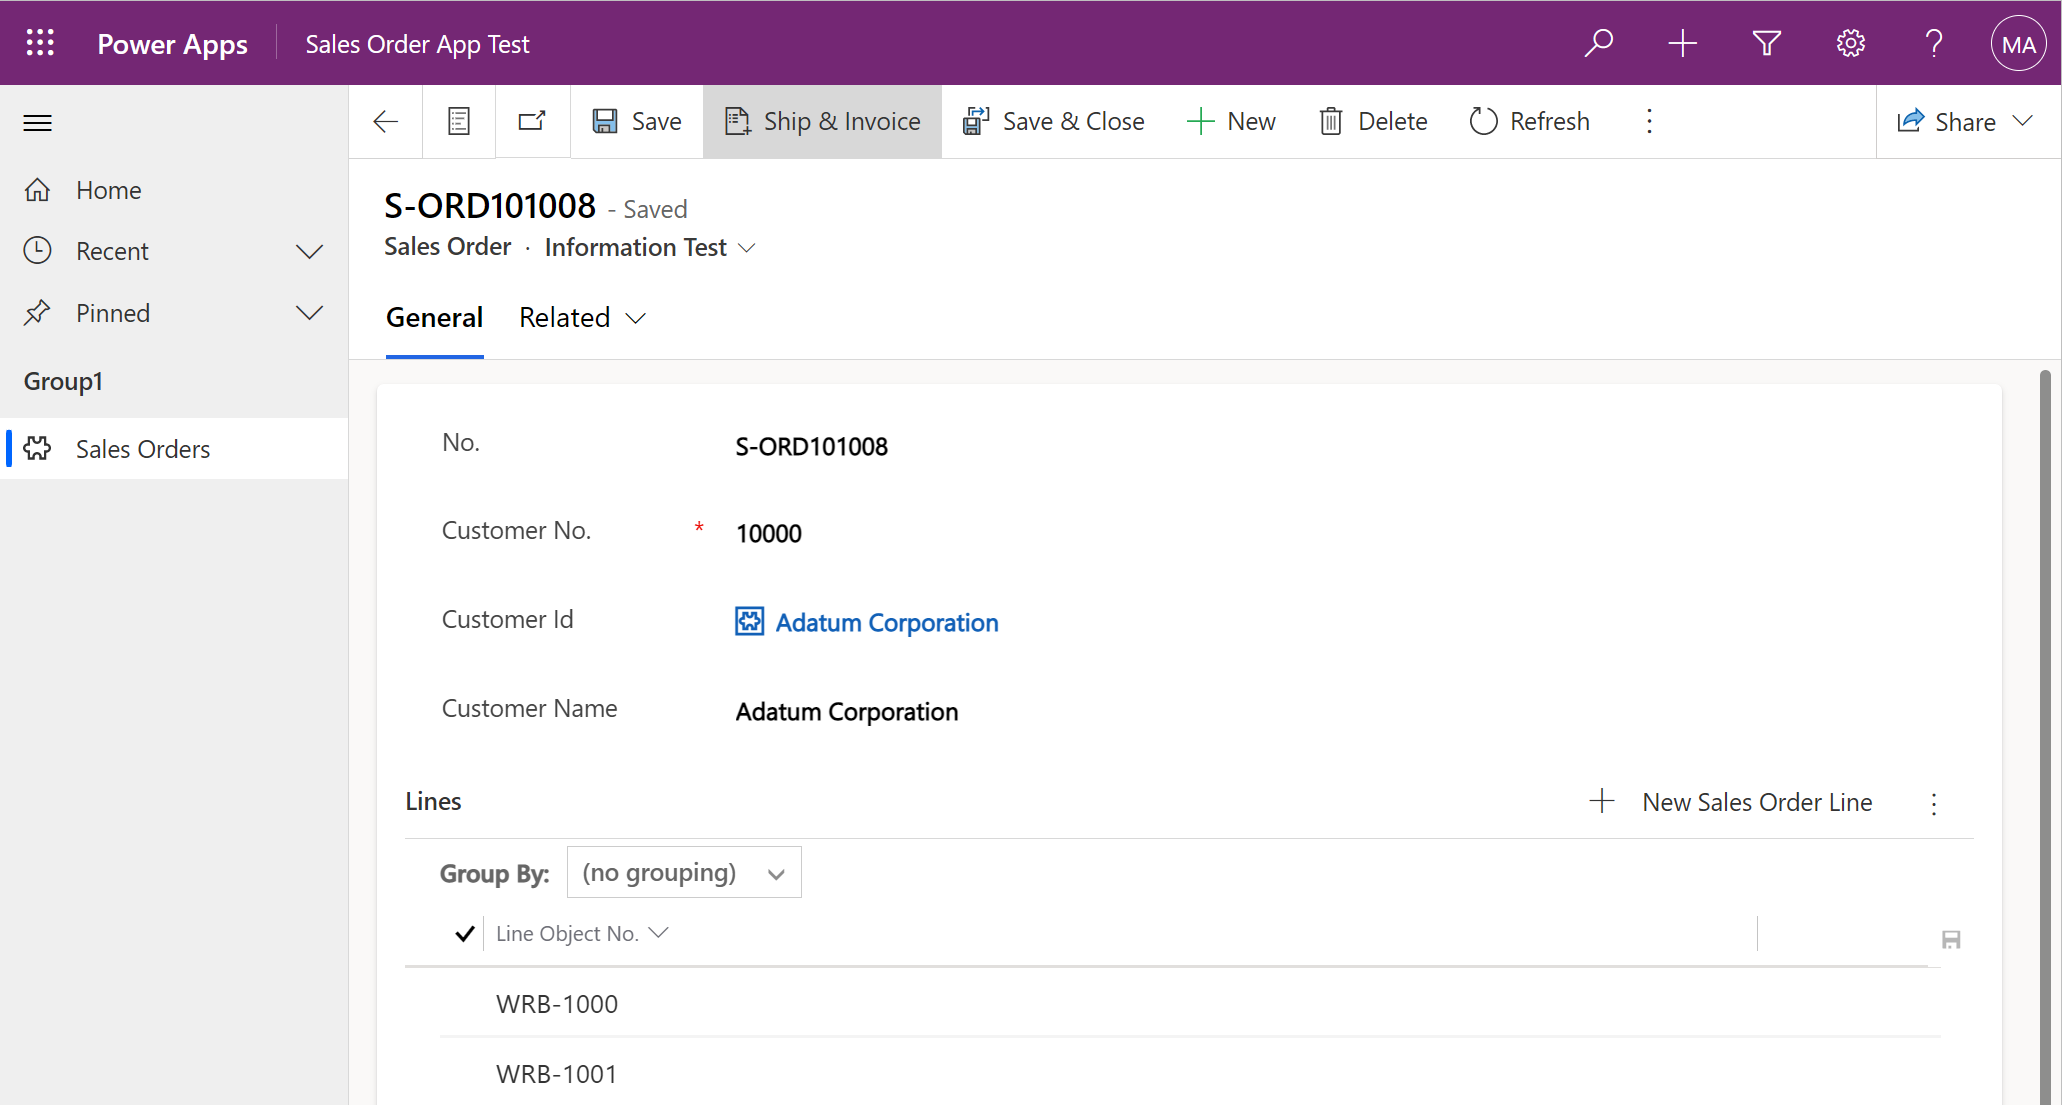 Power Apps
Sales Order App Test
MA
Save
Ship & Invoice
Save & Close
New
Delete
Refresh
Share
Home
Recent
Pinned
Group1
Sales Orders
S-ORD101008 - Saved
Sales Order · Information Test
General
Related
No.
S-ORD101008
Customer No.
*
10000
Customer Id
Adatum Corporation
Customer Name
Adatum Corporation
Lines
New Sales Order Line
Group By:
(no grouping)
Line Object No.
WRB-1000
WRB-1001